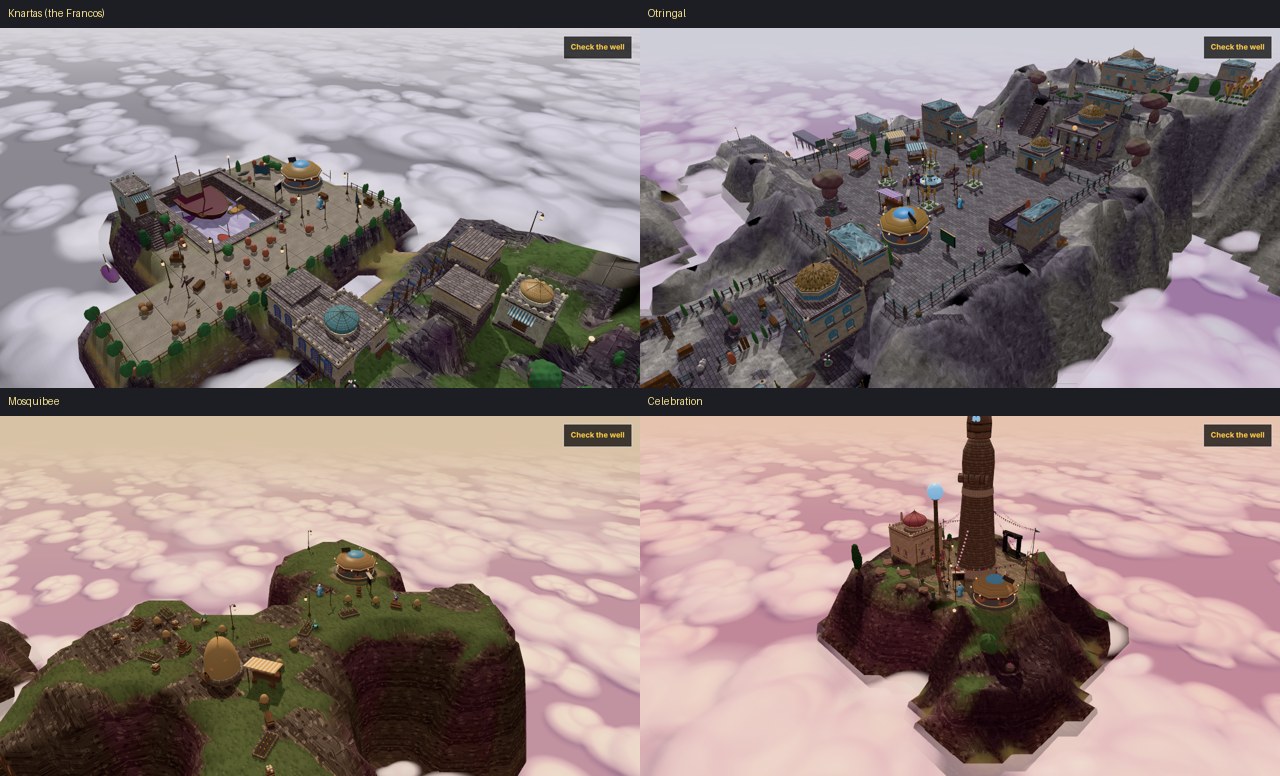 Knartas (the Francos)
Otringal
Check the well
Check the well
Mosquibee
Celebration
Check the well
Check the well